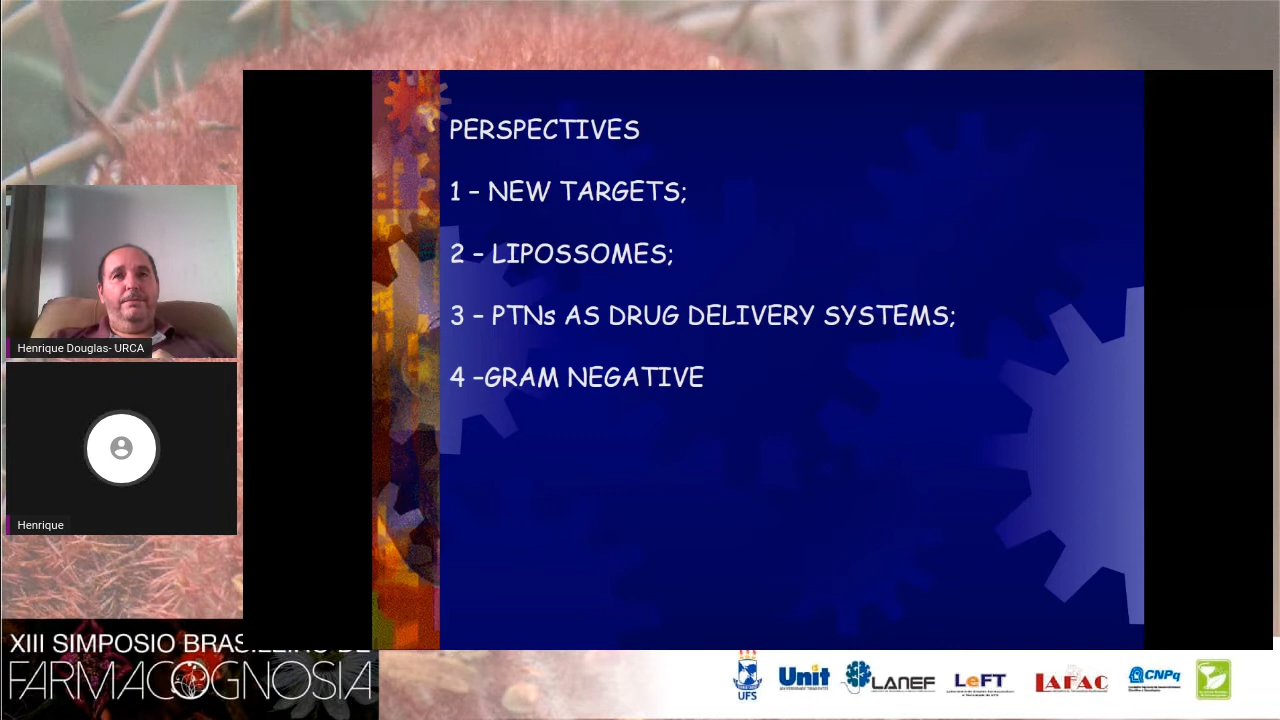 PERSPECTIVES
1 – NEW TARGETS;
2 – LIPOSSOMES;
3 – PTNs AS DRUG DELIVERY SYSTEMS;
4 –GRAM NEGATIVE
Henrique Douglas- URCA
Henrique
XIII SIMPOSIO BRASILEIRO DE
FARMACOGNOSIA
UFS
Unit
LANEF
LeFT
LAFAC
CNPq